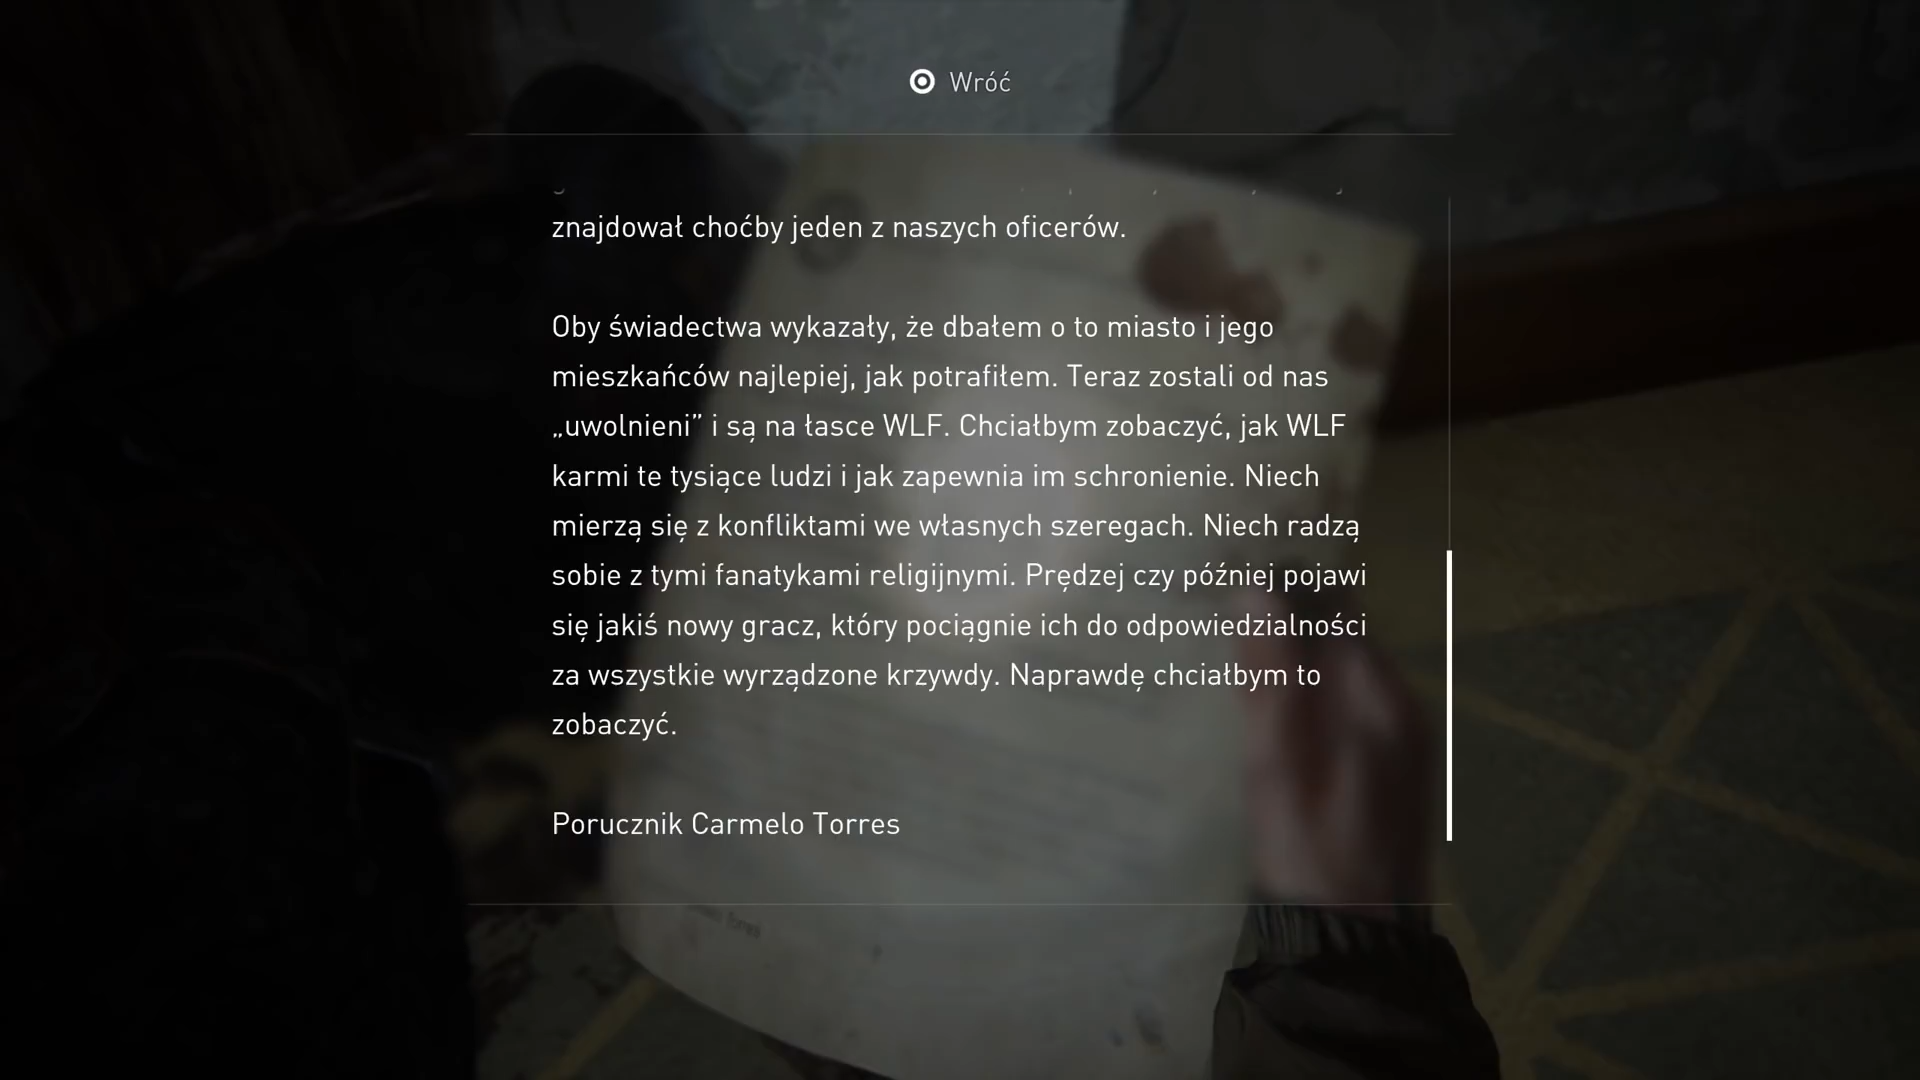 Wróć
znajdował choćby jeden z naszych oficerów.
Oby świadectwa wykazały, że dbałem o to miasto i jego
mieszkańców najlepiej, jak potrafiłem. Teraz zostali od nas
„uwolnieni” i są na łasce WLF. Chciałbym zobaczyć, jak WLF
karmi te tysiące ludzi i jak zapewnia im schronienie. Niech
mierzą się z konfliktami we własnych szeregach. Niech radzą
sobie z tymi fanatykami religijnymi. Prędzej czy później pojawi
się jakiś nowy gracz, który pociągnie ich do odpowiedzialności
za wszystkie wyrządzone krzywdy. Naprawdę chciałbym to
zobaczyć.
Porucznik Carmelo Torres